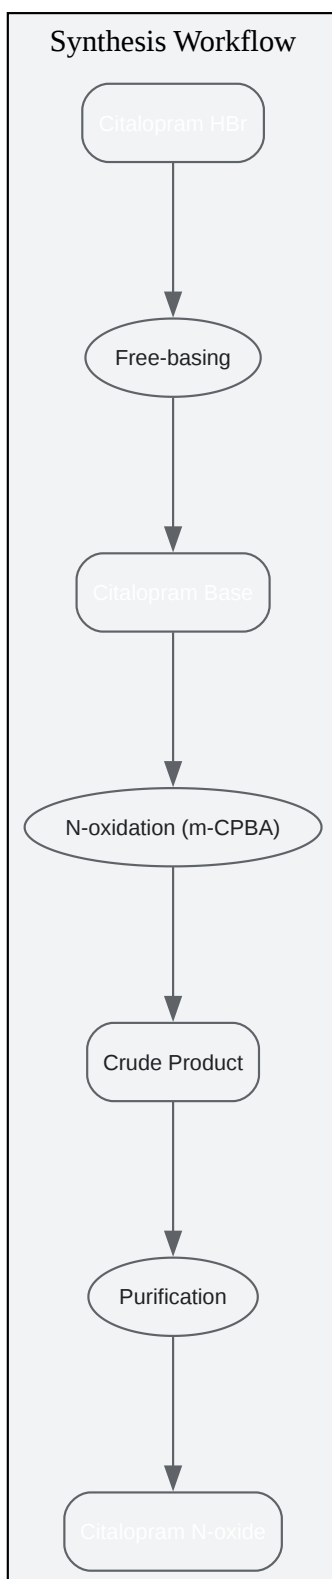 Synthesis Workflow
Citalopram HBr
Free-basing
Citalopram Base
N-oxidation (m-CPBA)
Crude Product
Purification
Citalopram N-oxide